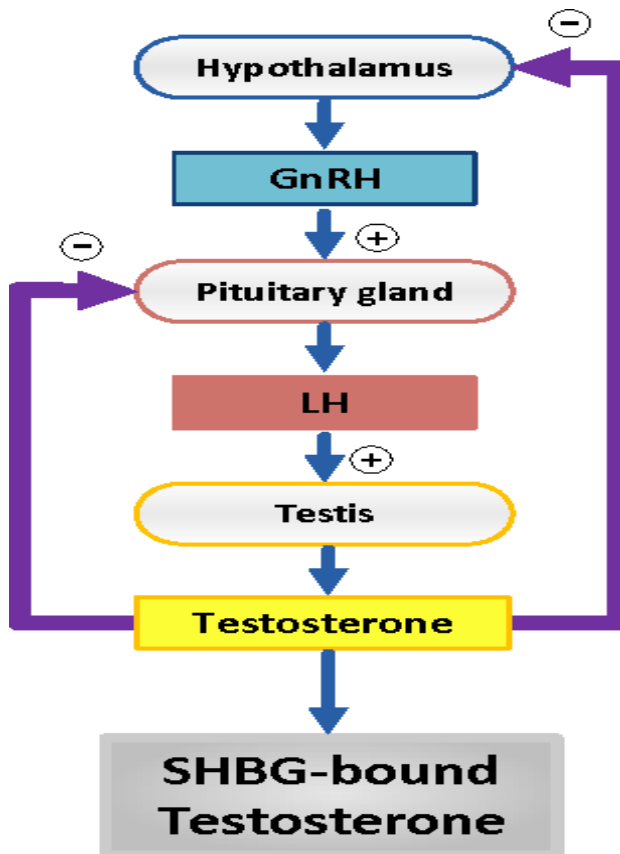 −
Hypothalamus
GnRH
+
−
Pituitary gland
LH
+
Testis
Testosterone
SHBG-bound
Testosterone